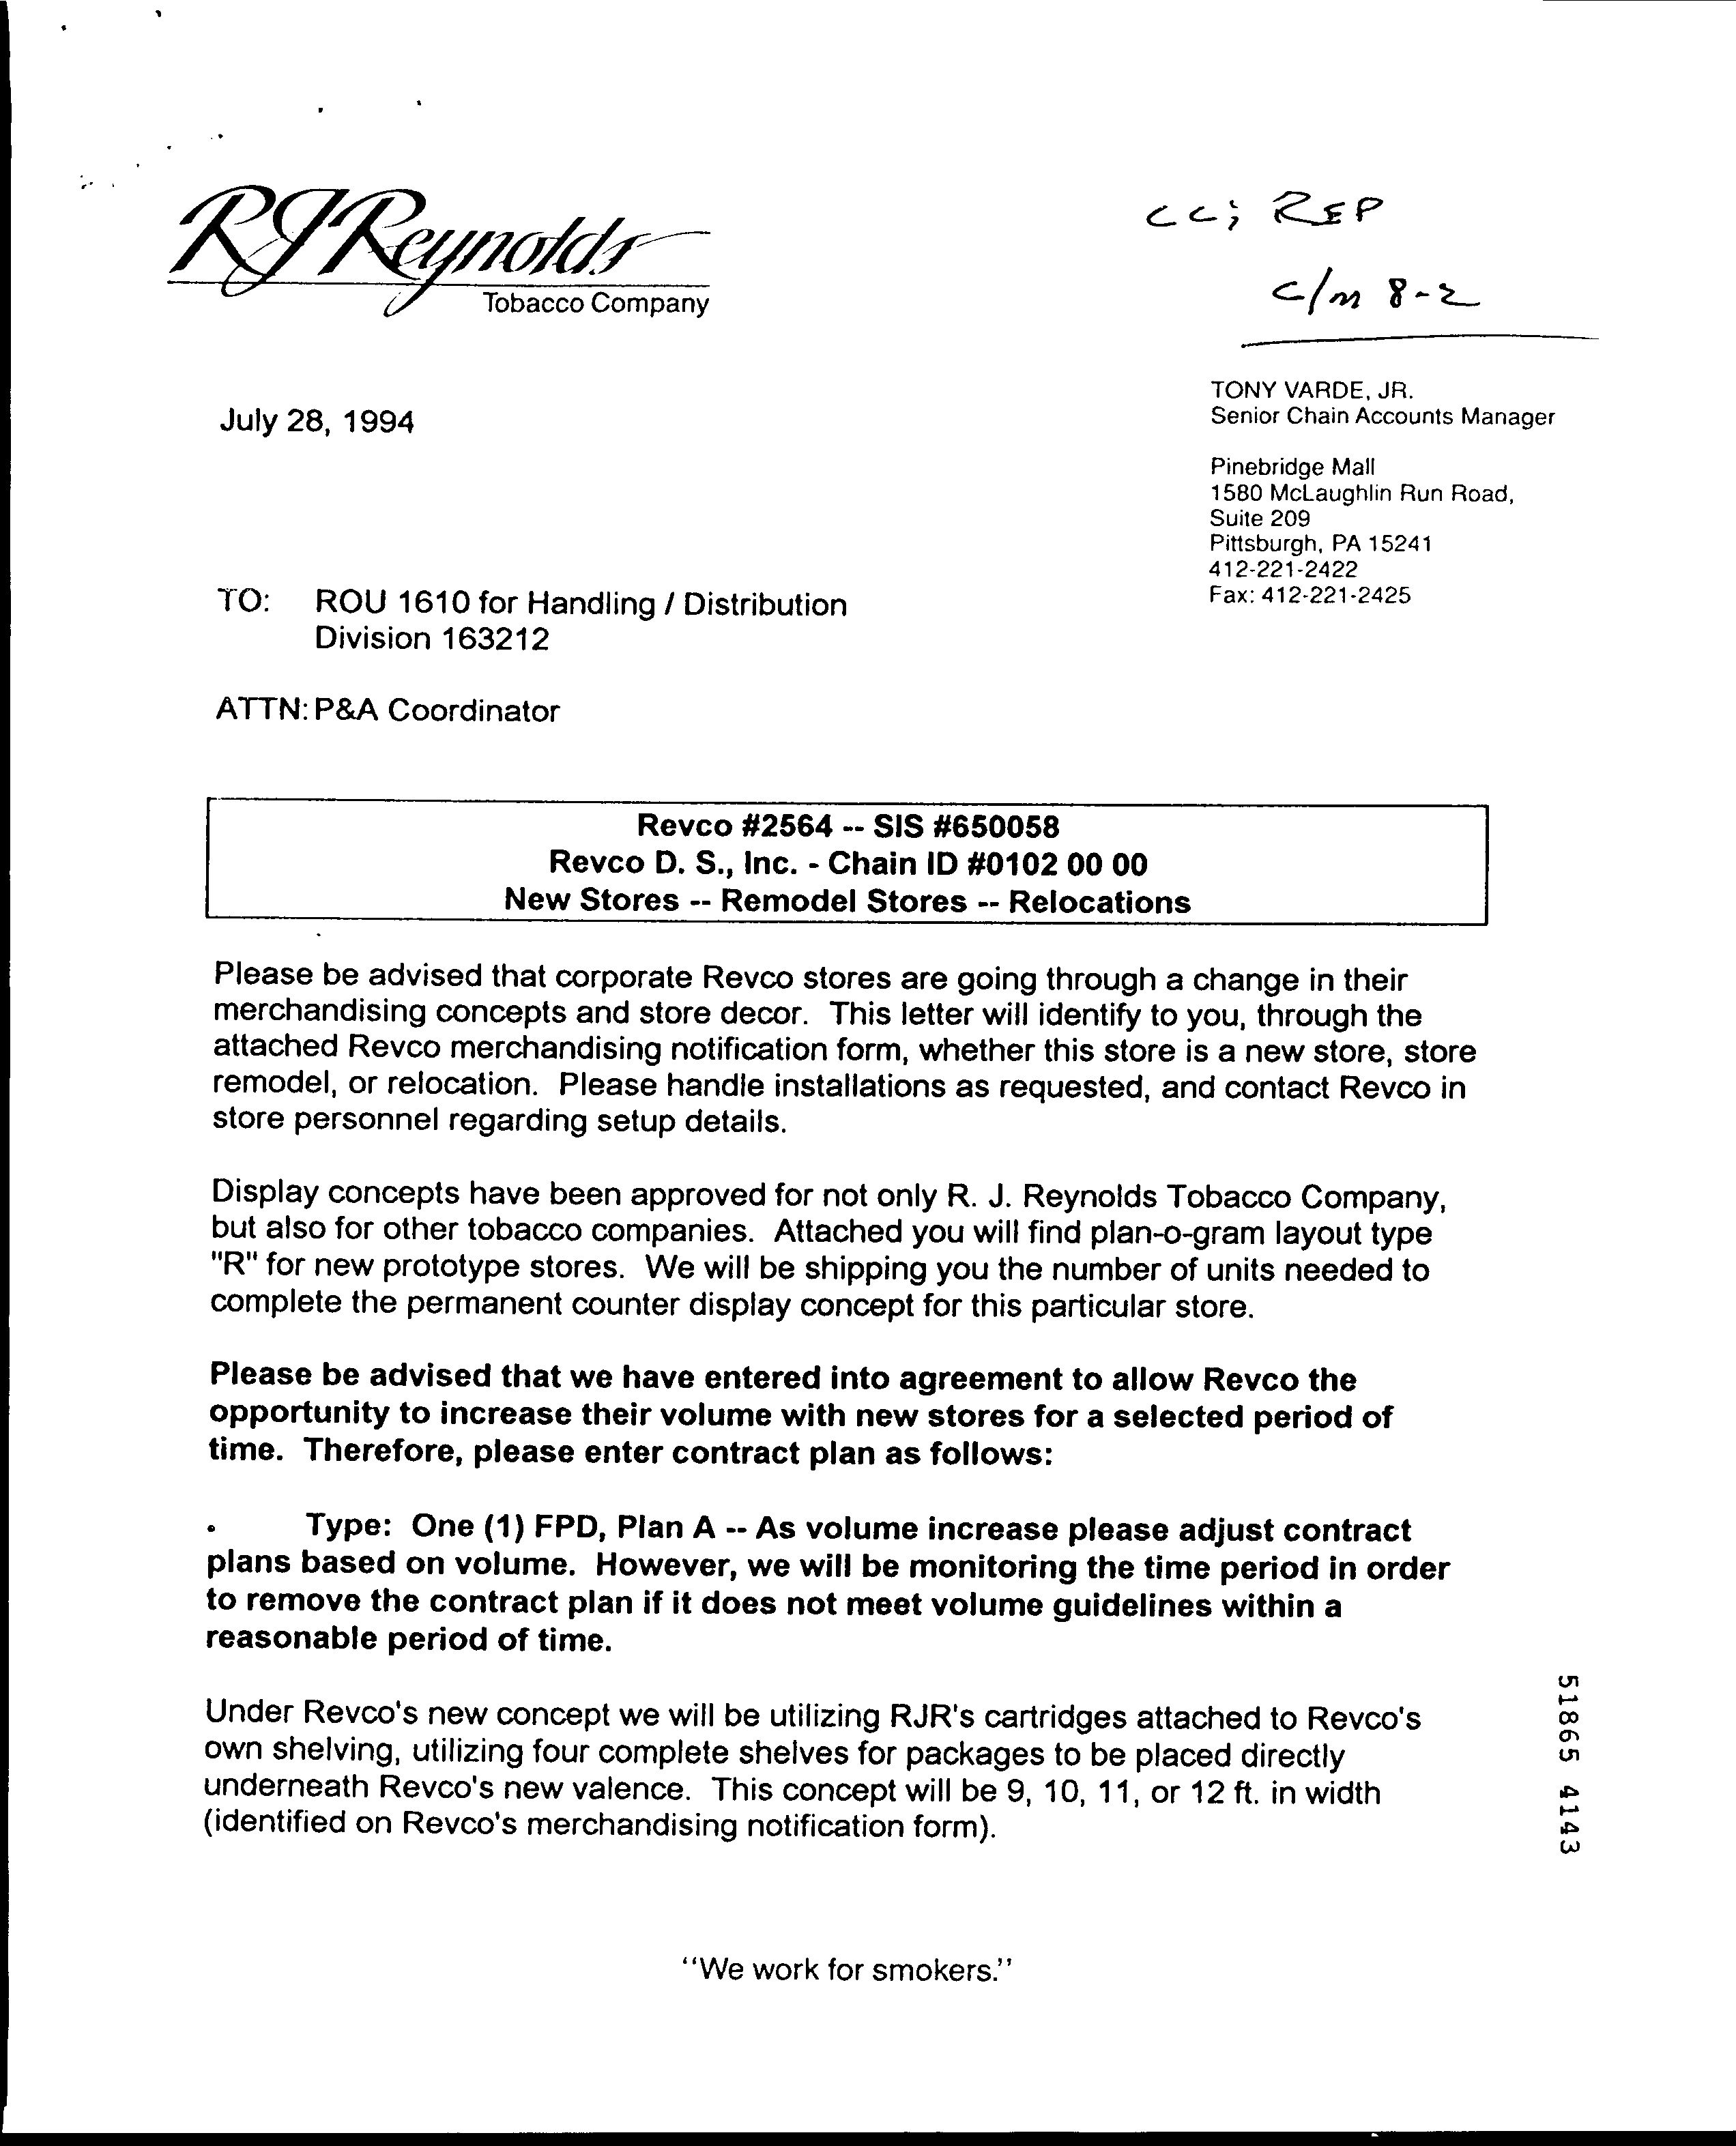 RJReynolds
Tobacco Company
cc; REP
c/m 8-2
TONY VARDE, JR.
Senior Chain Accounts Manager
Pinebridge Mall
1580 McLaughlin Run Road,
Suite 209
Pittsburgh, PA 15241
412-221-2422
Fax: 412-221-2425
July 28, 1994
TO: ROU 1610 for Handling / Distribution
Division 163212
ATTN: P&A Coordinator
Revco #2564 -- SIS #650058
Revco D. S., Inc. - Chain ID #0102 00 00
New Stores -- Remodel Stores -- Relocations
Please be advised that corporate Revco stores are going through a change in their
merchandising concepts and store decor. This letter will identify to you, through the
attached Revco merchandising notification form, whether this store is a new store, store
remodel, or relocation. Please handle installations as requested, and contact Revco in
store personnel regarding setup details.
Display concepts have been approved for not only R. J. Reynolds Tobacco Company,
but also for other tobacco companies. Attached you will find plan-o-gram layout type
"R" for new prototype stores. We will be shipping you the number of units needed to
complete the permanent counter display concept for this particular store.
Please be advised that we have entered into agreement to allow Revco the
opportunity to increase their volume with new stores for a selected period of
time. Therefore, please enter contract plan as follows:
• Type: One (1) FPD, Plan A -- As volume increase please adjust contract
plans based on volume. However, we will be monitoring the time period in order
to remove the contract plan if it does not meet volume guidelines within a
reasonable period of time.
Under Revco's new concept we will be utilizing RJR's cartridges attached to Revco's
own shelving, utilizing four complete shelves for packages to be placed directly
underneath Revco's new valence. This concept will be 9, 10, 11, or 12 ft. in width
(identified on Revco's merchandising notification form).
51865 4143
"We work for smokers."